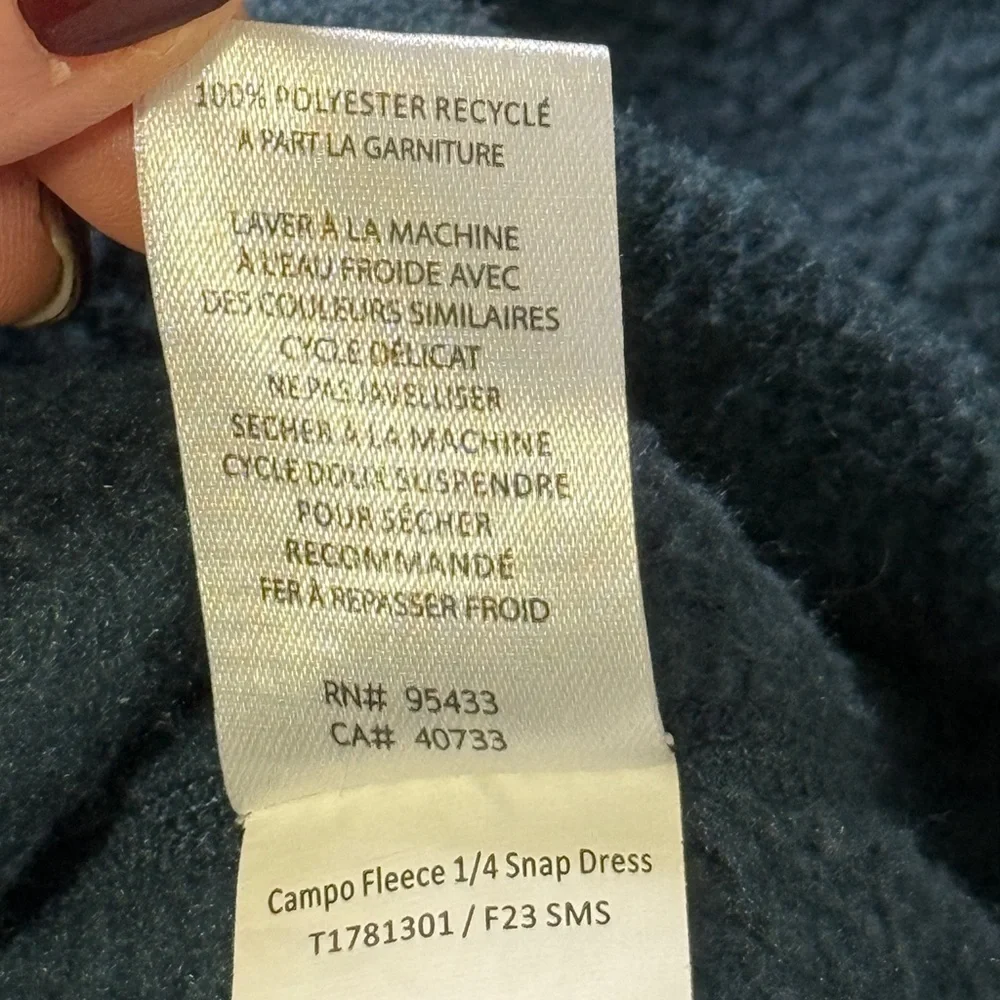 100% POLYESTER RECYCLÉ
A PART LA GARNITURE
LAVER À LA MACHINE
A L'EAU FROIDE AVEC
DES COULEURS SIMILAIRES
CYCLE DÉLICAT
NE PAS JAVELLISER
SÉCHER À LA MACHINE
CYCLE DOUX SUSPENDRE
POUR SÉCHER
RECOMMANDÉ
FER À REPASSER FROID
RN# 95433
CA# 40733
Campo Fleece 1/4 Snap Dress
T1781301 / F23 SMS